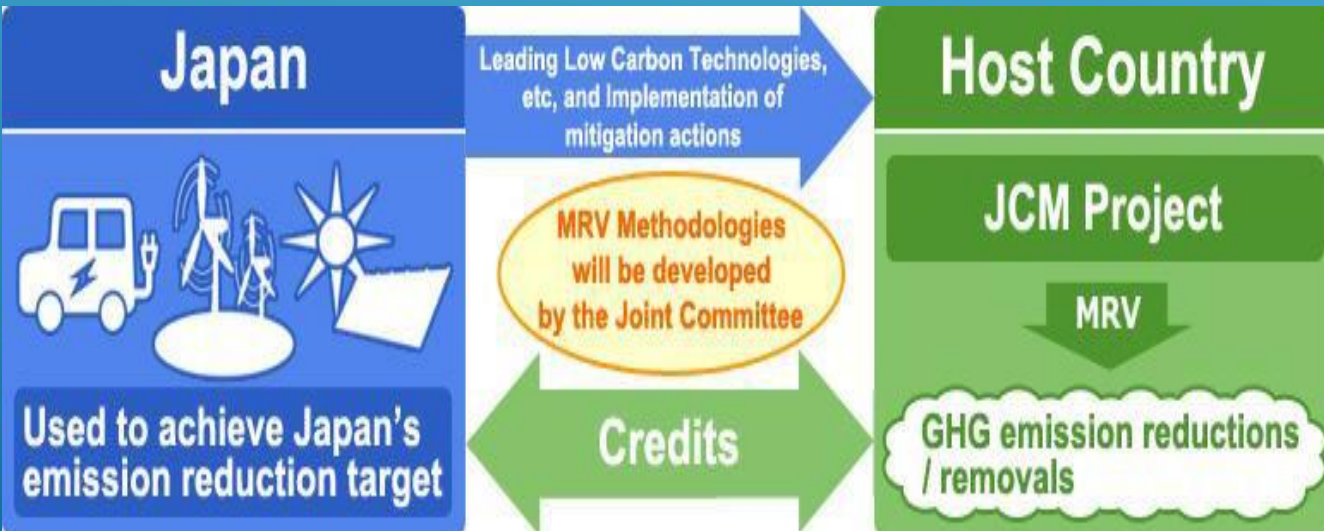 Japan
Used to achieve Japan's
emission reduction target
Leading Low Carbon Technologies,
etc, and Implementation of
mitigation actions
MRV Methodologies
will be developed
by the Joint Committee
Credits
Host Country
JCM Project
MRV
GHG emission reductions
/ removals